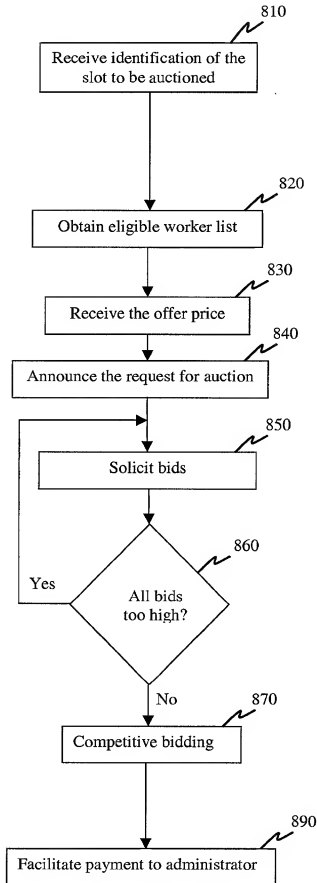 810
Receive identification of the
slot to be auctioned
820
Obtain eligible worker list
830
Receive the offer price
840
Announce the request for auction
850
Solicit bids
860
All bids
too high?
Yes
No
870
Competitive bidding
890
Facilitate payment to administrator